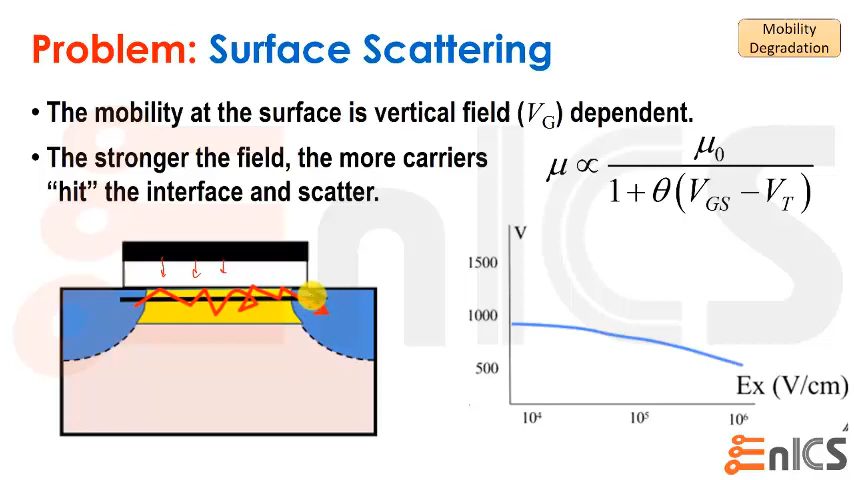 Problem: Surface Scattering
Mobility
Degradation
• The mobility at the surface is vertical field (V_G) dependent.
• The stronger the field, the more carriers
“hit” the interface and scatter.
μ ∝ μ_0 / (1 + θ(V_GS − V_T))
V
1500
1000
500
Ex (V/cm)
10⁴ 10⁵ 10⁶
EnICS